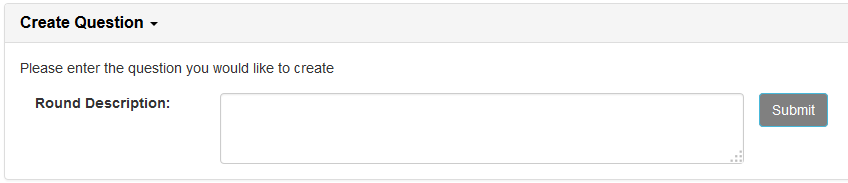 Create Question
Please enter the question you would like to create
Round Description:
Submit